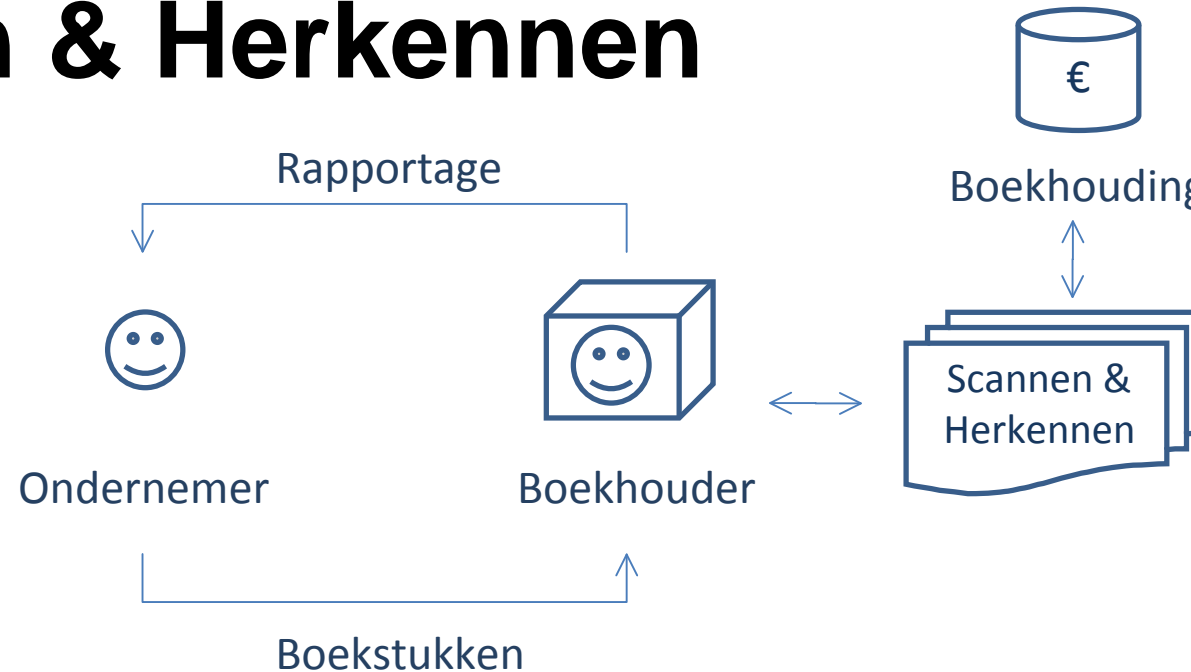 n & Herkennen
€
Rapportage
Boekhouding
Scannen &
Herkennen
Ondernemer
Boekhouder
Boekstukken